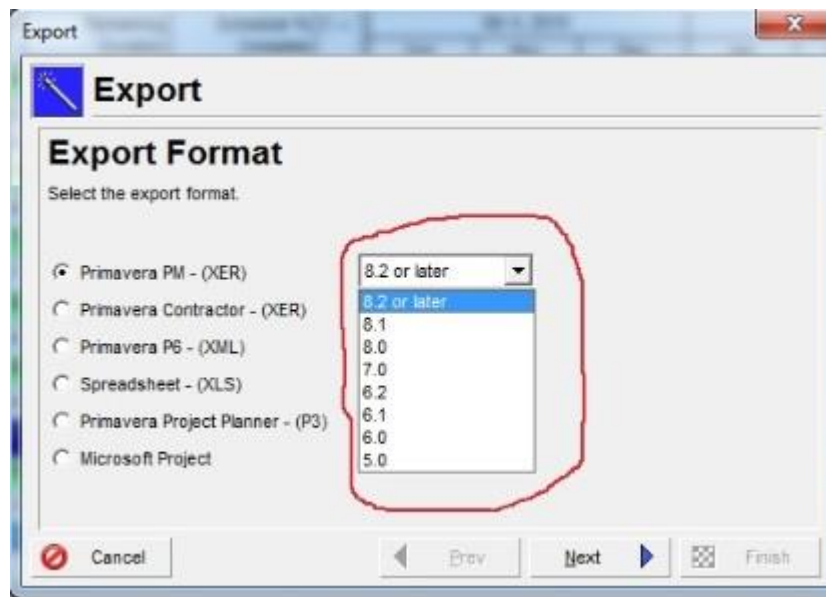 Export
Export
Export Format
Select the export format.
Primavera PM - (XER)
8.2 or later
Primavera Contractor - (XER)
8.2 or later
8.1
Primavera P6 - (XML)
8.0
7.0
Spreadsheet - (XLS)
6.2
6.1
Primavera Project Planner - (P3)
6.0
Microsoft Project
5.0
Cancel
Prev
Next
Finish